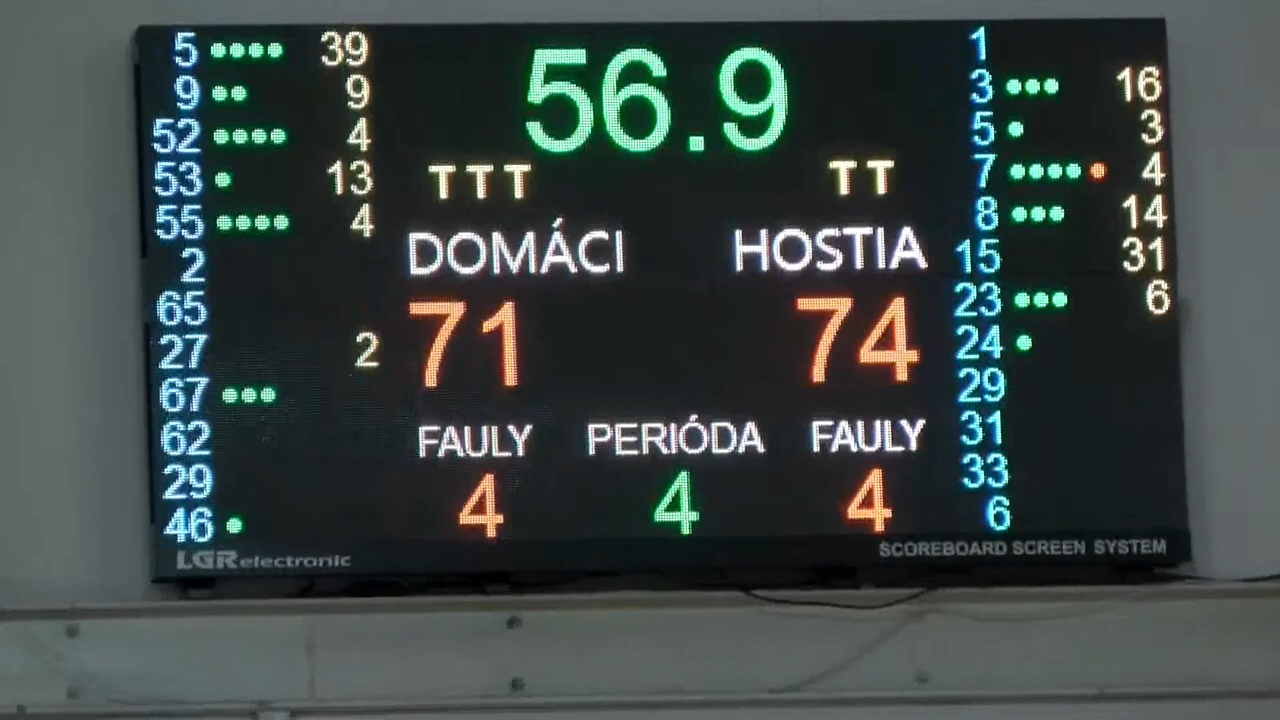 5 39 56.9 1
9 9 3 16
52 4 5 3
53 13 TTT TT 7 4
55 4 8 14
2 DOMÁCI HOSTIA 15 31
65 23 6
27 2 71 74 24
67 29
62 FAULY PERIÓDA FAULY 31
29 33
46 4 4 4 6
LGR electronic SCOREBOARD SCREEN SYSTEM